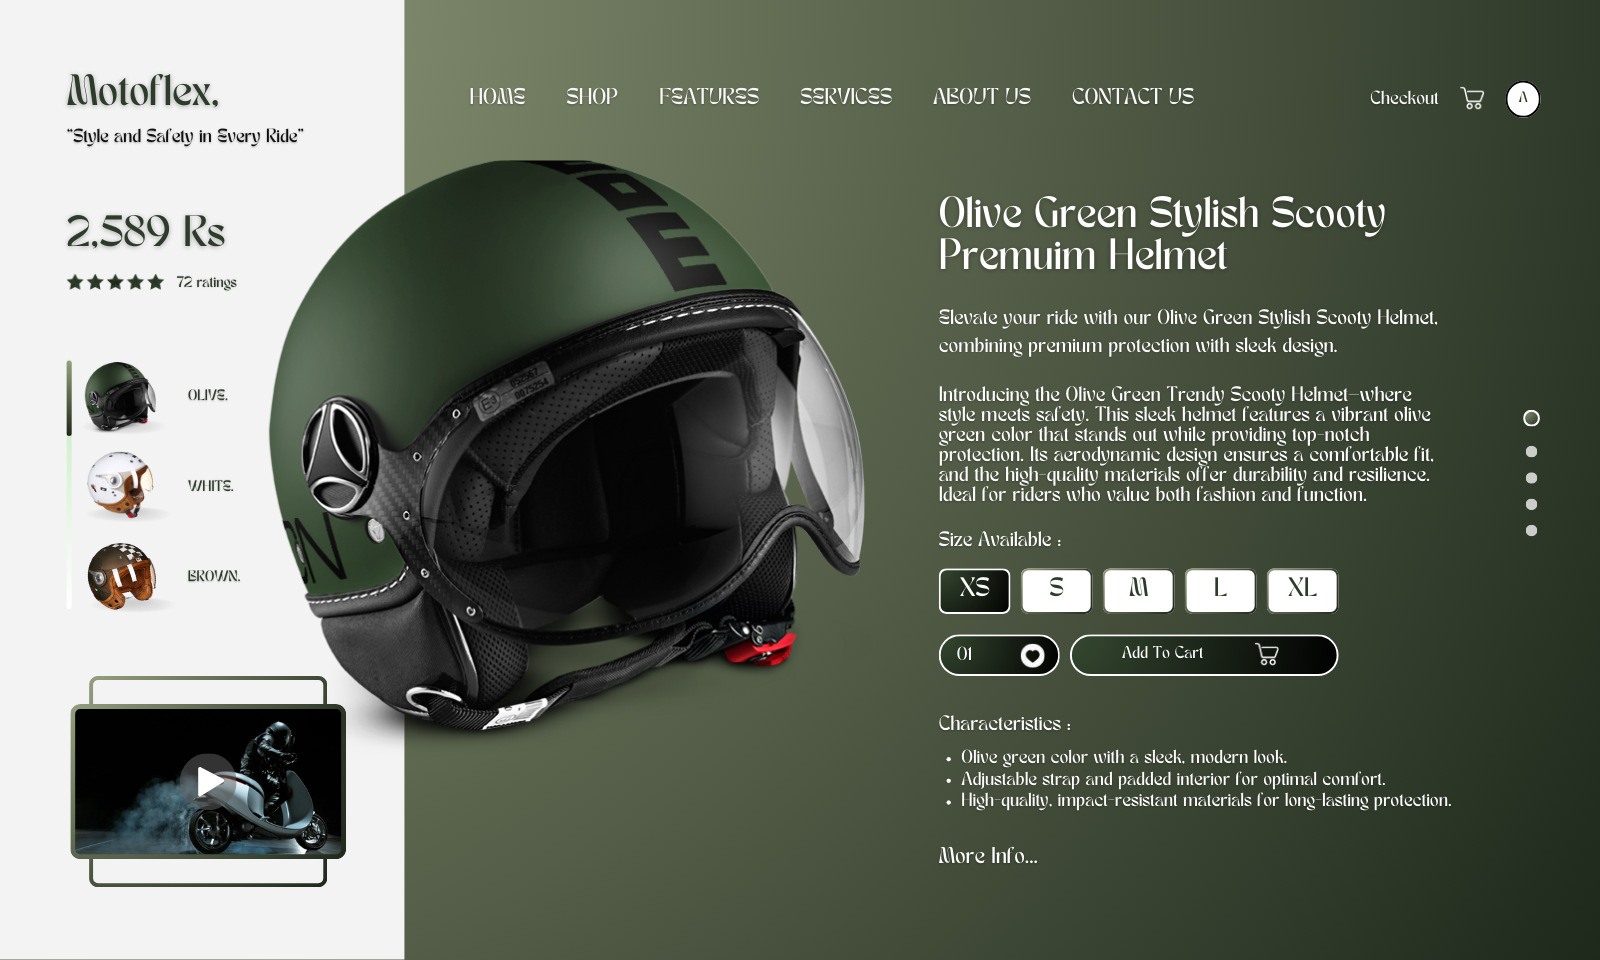 Motoflex,
"Style and Safety in Every Ride"
HOME SHOP FEATURES SERVICES ABOUT US CONTACT US
Checkout
A
2,589 Rs
72 ratings
OLIVE.
WHITE.
BROWN.
Olive Green Stylish Scooty
Premuim Helmet
Elevate your ride with our Olive Green Stylish Scooty Helmet,
combining premium protection with sleek design.
Introducing the Olive Green Trendy Scooty Helmet—where
style meets safety. This sleek helmet features a vibrant olive
green color that stands out while providing top-notch
protection. Its aerodynamic design ensures a comfortable fit,
and the high-quality materials offer durability and resilience.
Ideal for riders who value both fashion and function.
Size Available :
XS S M L XL
01
Add To Cart
Characteristics :
• Olive green color with a sleek, modern look.
• Adjustable strap and padded interior for optimal comfort.
• High-quality, impact-resistant materials for long-lasting protection.
More Info...